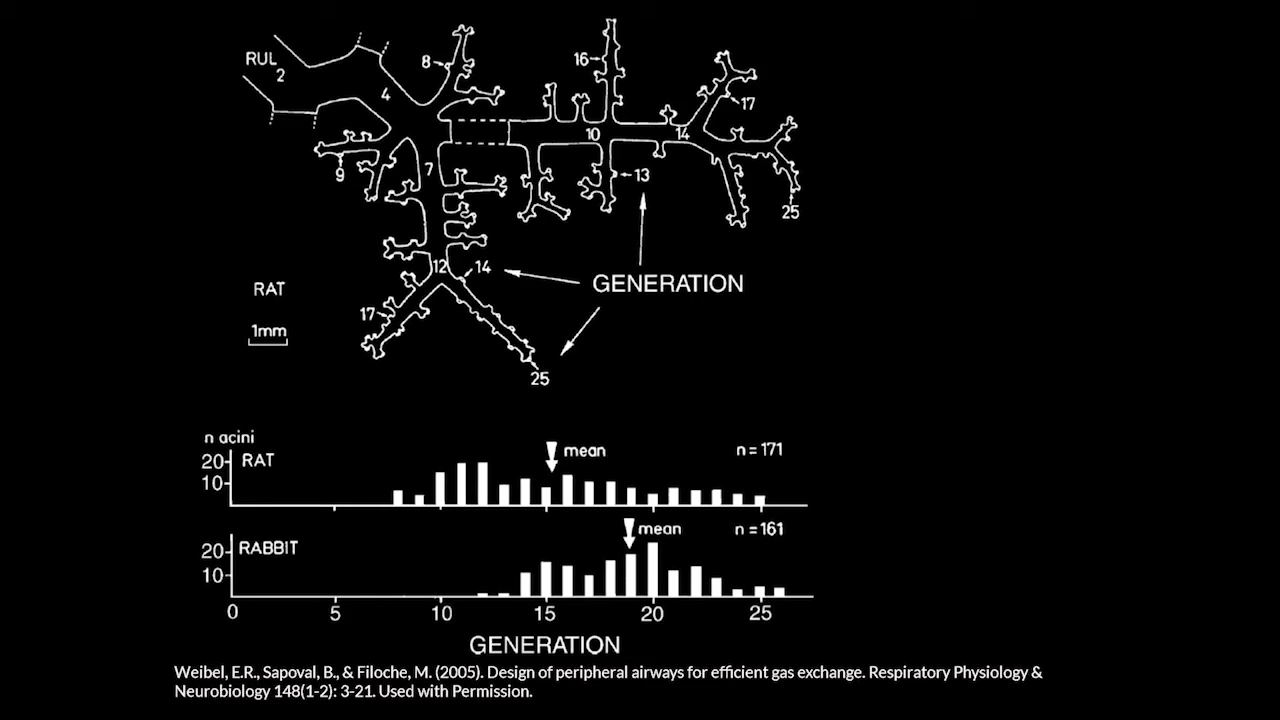 RUL
2
4
8
16
17
10
14
9
7
13
25
12
14
GENERATION
RAT
17
1mm
25
n acini
20
10
RAT
mean
n = 171
20
10
RABBIT
mean
n = 161
0 5 10 15 20 25
GENERATION
Weibel, E.R., Sapoval, B., & Filoche, M. (2005). Design of peripheral airways for efficient gas exchange. Respiratory Physiology &
Neurobiology 148(1-2): 3-21. Used with Permission.